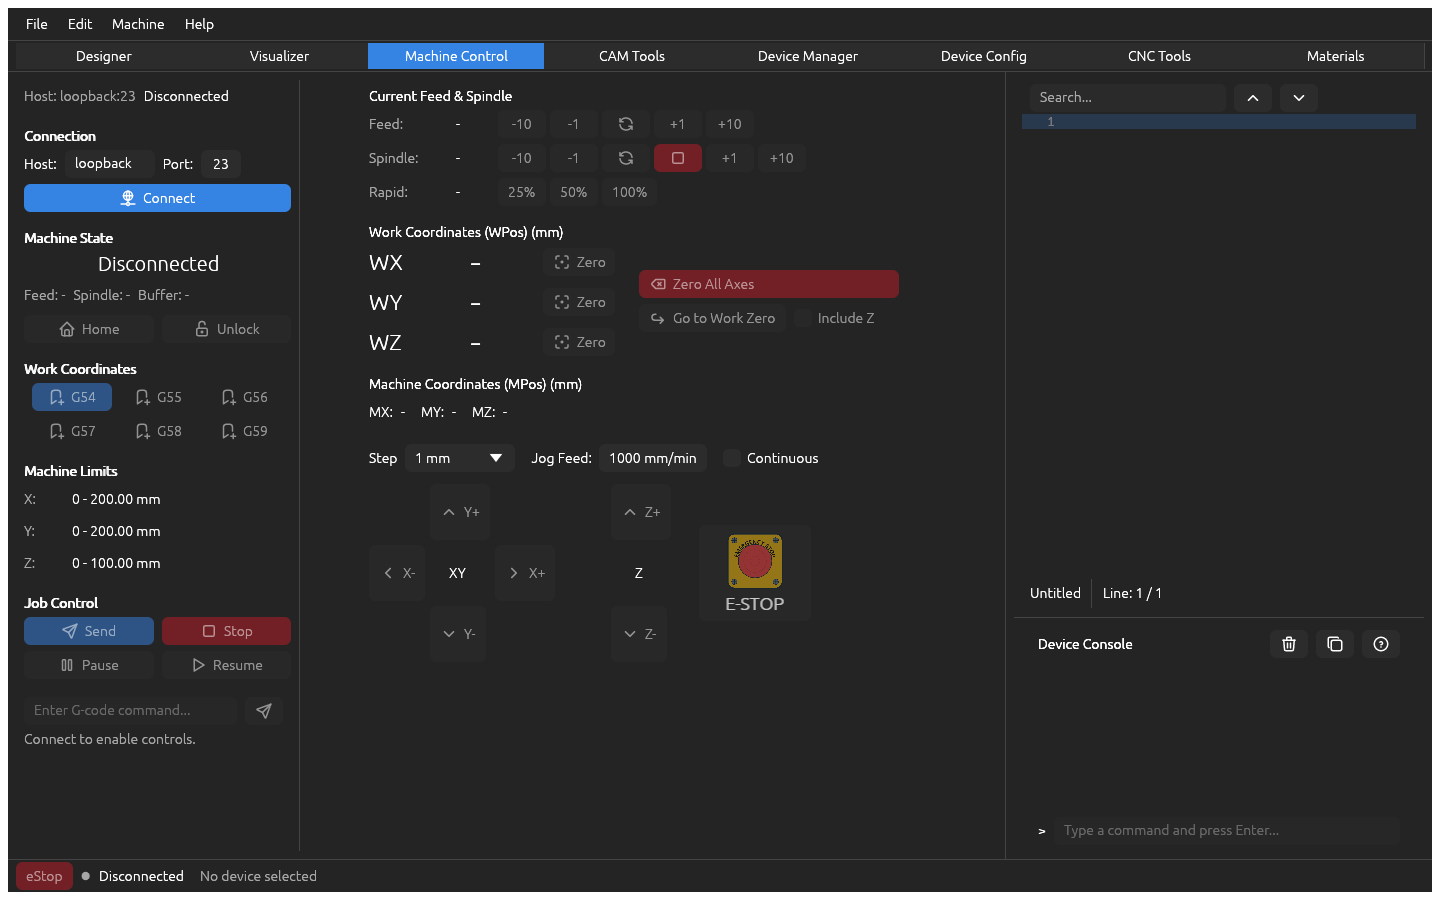 File Edit Machine Help
Designer Visualizer Machine Control CAM Tools Device Manager Device Config CNC Tools Materials
Host: loopback:23 Disconnected
Connection
Host: loopback Port: 23
Connect
Machine State
Disconnected
Feed: - Spindle: - Buffer: -
Home Unlock
Work Coordinates
G54 G55 G56
G57 G58 G59
Machine Limits
X: 0 - 200.00 mm
Y: 0 - 200.00 mm
Z: 0 - 100.00 mm
Job Control
Send Stop
Pause Resume
Enter G-code command...
Connect to enable controls.
Current Feed & Spindle
Feed: - -10 -1 +1 +10
Spindle: - -10 -1 +1 +10
Rapid: - 25% 50% 100%
Work Coordinates (WPos) (mm)
WX - Zero
WY - Zero
WZ - Zero
Zero All Axes
Go to Work Zero Include Z
Machine Coordinates (MPos) (mm)
MX: - MY: - MZ: -
Step 1 mm Jog Feed: 1000 mm/min Continuous
Y+ Z+
X- XY X+ Z
Y- Z-
EMERGENCY STOP
E-STOP
Search...
1
Untitled Line: 1 / 1
Device Console
> Type a command and press Enter...
eStop Disconnected No device selected